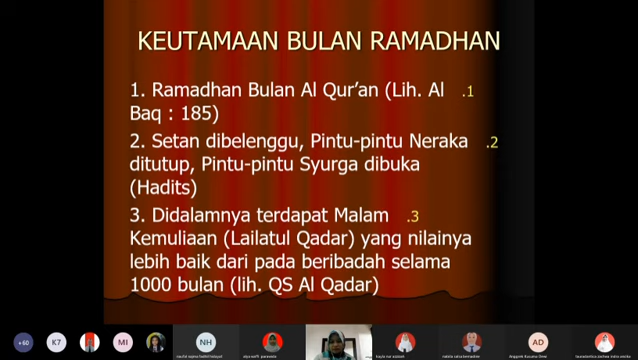 KEUTAMAAN BULAN RAMADHAN
1. Ramadhan Bulan Al Qur’an (Lih. Al .1
Baq : 185)
2. Setan dibelenggu, Pintu-pintu Neraka .2
ditutup, Pintu-pintu Syurga dibuka
(Hadits)
3. Didalamnya terdapat Malam .3
Kemuliaan (Lailatul Qadar) yang nilainya
lebih baik dari pada beribadah selama
1000 bulan (lih. QS Al Qadar)
+60 K7 MI NH AD